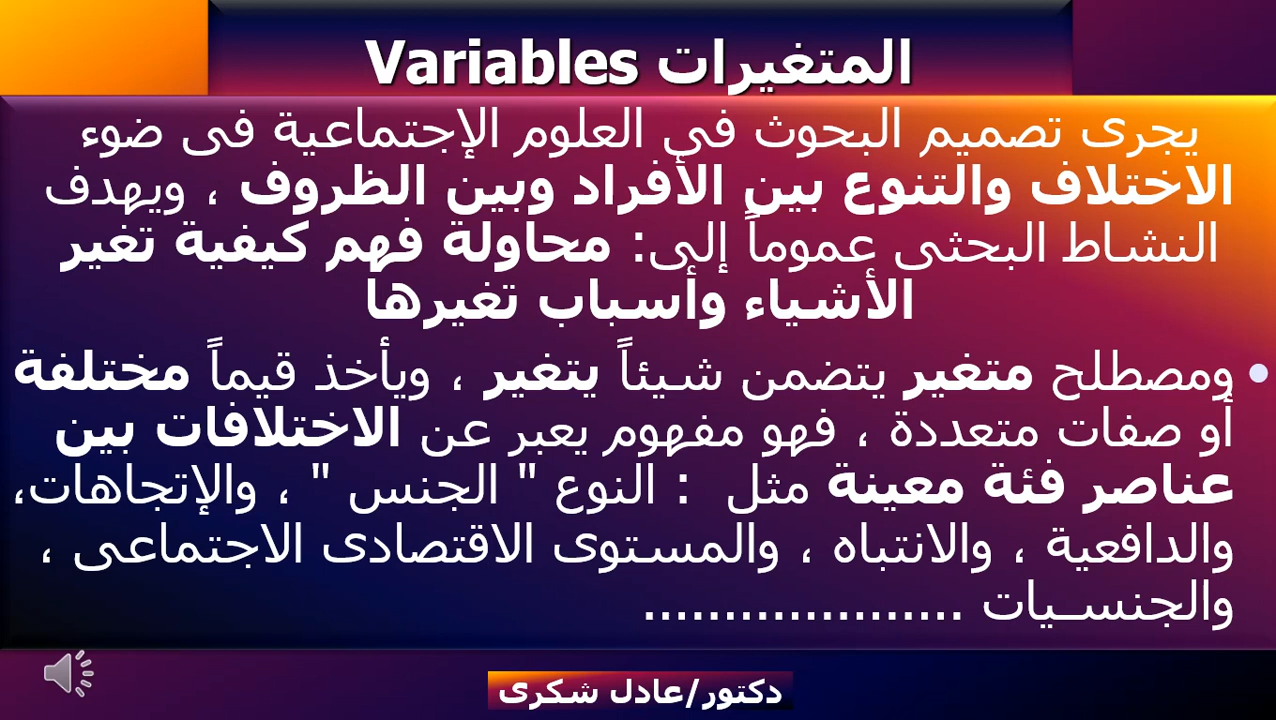 المتغيرات Variables
يجرى تصميم البحوث فى العلوم الإجتماعية فى ضوء
الاختلاف والتنوع بين الأفراد وبين الظروف ، ويهدف
النشاط البحثى عموماً إلى: محاولة فهم كيفية تغير
الأشياء وأسباب تغيرها
• ومصطلح متغير يتضمن شيئاً يتغير ، ويأخذ قيماً مختلفة
أو صفات متعددة ، فهو مفهوم يعبر عن الاختلافات بين
عناصر فئة معينة مثل : النوع " الجنس " ، والإتجاهات،
والدافعية ، والانتباه ، والمستوى الاقتصادى الاجتماعى ،
والجنسـيات ....................
دكتور/عادل شكرى